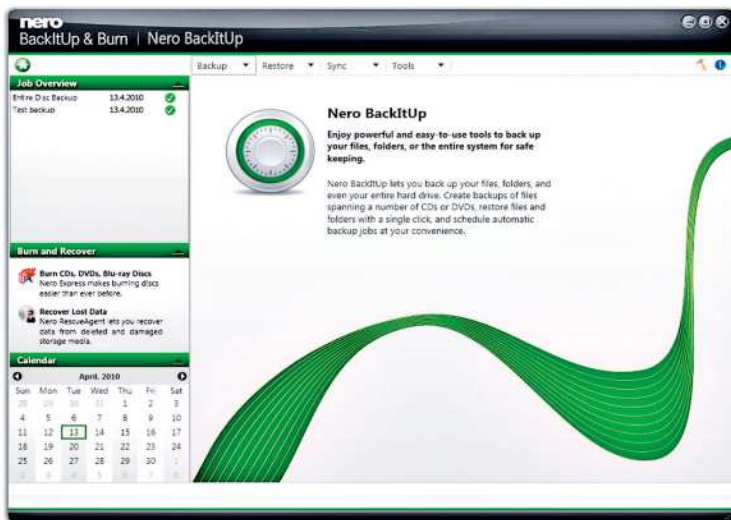 nero
BackItUp & Burn | Nero BackItUp
Backup Restore Sync Tools
Job Overview
Entire Disc Backup 13.4.2010
Test backup 13.4.2010
Nero BackItUp
Enjoy powerful and easy-to-use tools to back up
your files, folders, or the entire system for safe
keeping.
Nero BackItUp lets you back up your files, folders, and
even your entire hard drive. Create backups of files
spanning a number of CDs or DVDs, restore files and
folders with a single click, and schedule automatic
backup jobs at your convenience.
Burn and Recover
Burn CDs, DVDs, Blu-ray Discs
Nero Express makes burning discs
easier than ever before.
Recover Lost Data
Nero RescueAgent lets you recover
data from deleted and damaged
storage media.
Calendar
April, 2010
Sun Mon Tue Wed Thu Fri Sat
28 29 30 31 1 2 3
4 5 6 7 8 9 10
11 12 13 14 15 16 17
18 19 20 21 22 23 24
25 26 27 28 29 30 1
2 3 4 5 6 7 8